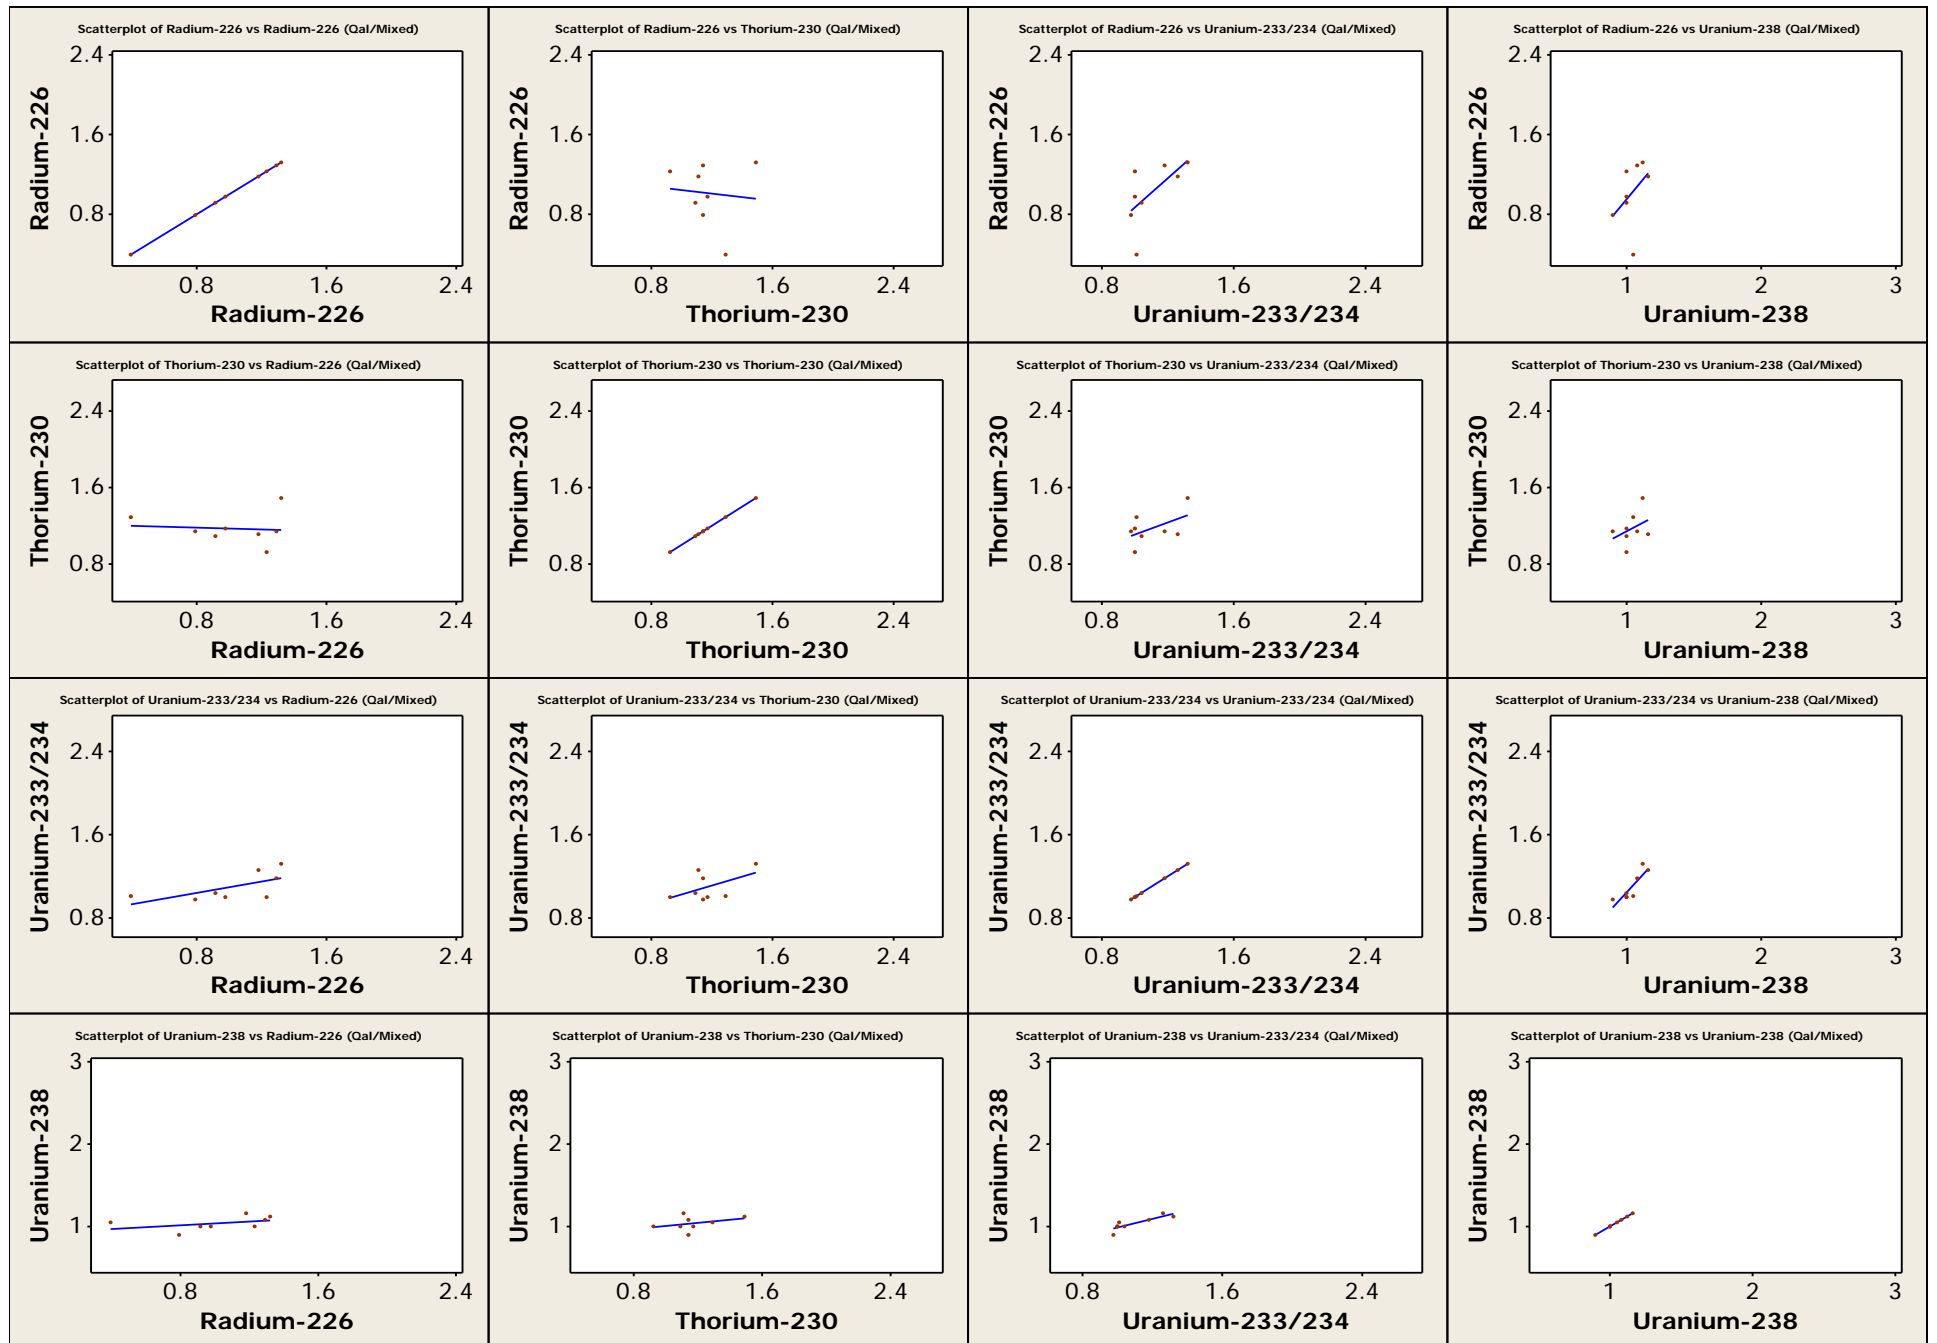 Scatterplot of Radium-226 vs Radium-226 (Qal/Mixed)
Radium-226
2.4
1.6
0.8
0.8 1.6 2.4
Radium-226
Scatterplot of Radium-226 vs Thorium-230 (Qal/Mixed)
Radium-226
2.4
1.6
0.8
0.8 1.6 2.4
Thorium-230
Scatterplot of Radium-226 vs Uranium-233/234 (Qal/Mixed)
Radium-226
2.4
1.6
0.8
0.8 1.6 2.4
Uranium-233/234
Scatterplot of Radium-226 vs Uranium-238 (Qal/Mixed)
Radium-226
2.4
1.6
0.8
1 2 3
Uranium-238
Scatterplot of Thorium-230 vs Radium-226 (Qal/Mixed)
Thorium-230
2.4
1.6
0.8
0.8 1.6 2.4
Radium-226
Scatterplot of Thorium-230 vs Thorium-230 (Qal/Mixed)
Thorium-230
2.4
1.6
0.8
0.8 1.6 2.4
Thorium-230
Scatterplot of Thorium-230 vs Uranium-233/234 (Qal/Mixed)
Thorium-230
2.4
1.6
0.8
0.8 1.6 2.4
Uranium-233/234
Scatterplot of Thorium-230 vs Uranium-238 (Qal/Mixed)
Thorium-230
2.4
1.6
0.8
1 2 3
Uranium-238
Scatterplot of Uranium-233/234 vs Radium-226 (Qal/Mixed)
Uranium-233/234
2.4
1.6
0.8
0.8 1.6 2.4
Radium-226
Scatterplot of Uranium-233/234 vs Thorium-230 (Qal/Mixed)
Uranium-233/234
2.4
1.6
0.8
0.8 1.6 2.4
Thorium-230
Scatterplot of Uranium-233/234 vs Uranium-233/234 (Qal/Mixed)
Uranium-233/234
2.4
1.6
0.8
0.8 1.6 2.4
Uranium-233/234
Scatterplot of Uranium-233/234 vs Uranium-238 (Qal/Mixed)
Uranium-233/234
2.4
1.6
0.8
1 2 3
Uranium-238
Scatterplot of Uranium-238 vs Radium-226 (Qal/Mixed)
Uranium-238
3
2
1
0.8 1.6 2.4
Radium-226
Scatterplot of Uranium-238 vs Thorium-230 (Qal/Mixed)
Uranium-238
3
2
1
0.8 1.6 2.4
Thorium-230
Scatterplot of Uranium-238 vs Uranium-233/234 (Qal/Mixed)
Uranium-238
3
2
1
0.8 1.6 2.4
Uranium-233/234
Scatterplot of Uranium-238 vs Uranium-238 (Qal/Mixed)
Uranium-238
3
2
1
1 2 3
Uranium-238